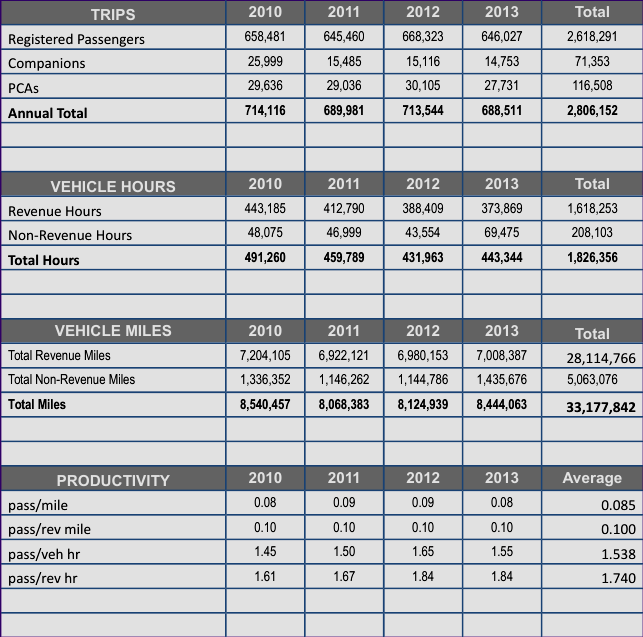 TRIPS 2010 2011 2012 2013 Total
Registered Passengers 658,481 645,460 668,323 646,027 2,618,291
Companions 25,999 15,485 15,116 14,753 71,353
PCAs 29,636 29,036 30,105 27,731 116,508
Annual Total 714,116 689,981 713,544 688,511 2,806,152
VEHICLE HOURS 2010 2011 2012 2013 Total
Revenue Hours 443,185 412,790 388,409 373,869 1,618,253
Non-Revenue Hours 48,075 46,999 43,554 69,475 208,103
Total Hours 491,260 459,789 431,963 443,344 1,826,356
VEHICLE MILES 2010 2011 2012 2013 Total
Total Revenue Miles 7,204,105 6,922,121 6,980,153 7,008,387 28,114,766
Total Non-Revenue Miles 1,336,352 1,146,262 1,144,786 1,435,676 5,063,076
Total Miles 8,540,457 8,068,383 8,124,939 8,444,063 33,177,842
PRODUCTIVITY 2010 2011 2012 2013 Average
pass/mile 0.08 0.09 0.09 0.08 0.085
pass/rev mile 0.10 0.10 0.10 0.10 0.100
pass/veh hr 1.45 1.50 1.65 1.55 1.538
pass/rev hr 1.61 1.67 1.84 1.84 1.740